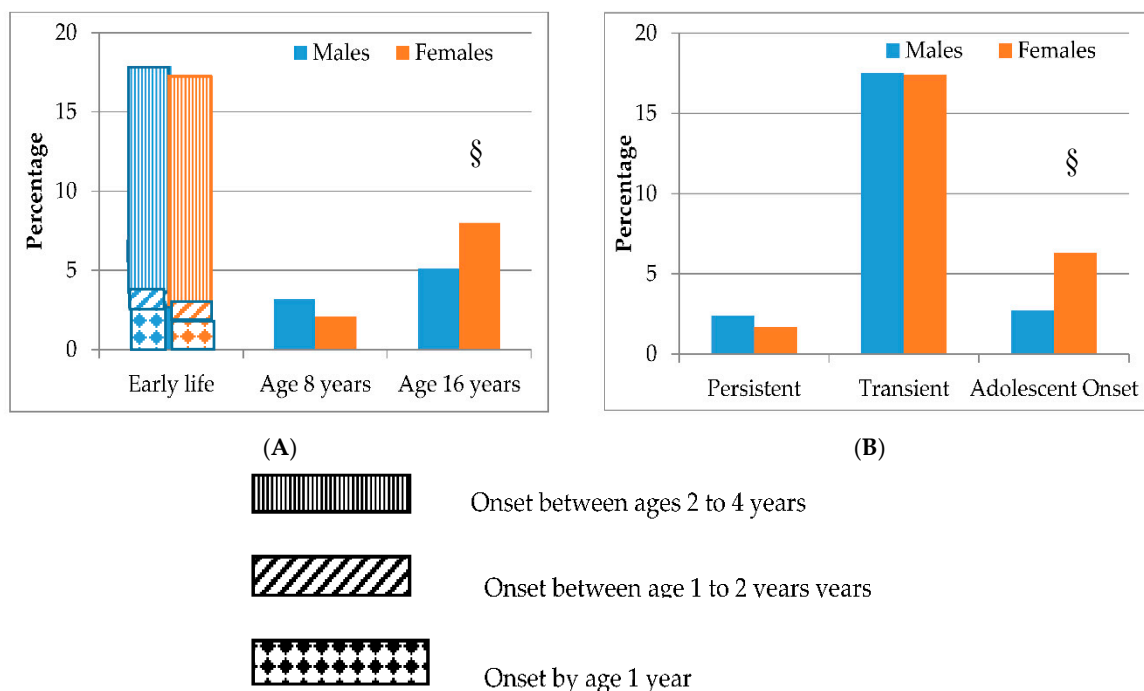 20
15
10
5
0
Percentage
Males Females
§
Early life Age 8 years Age 16 years
(A)
20
15
10
5
0
Percentage
Males Females
§
Persistent Transient Adolescent Onset
(B)
Onset between ages 2 to 4 years
Onset between age 1 to 2 years years
Onset by age 1 year